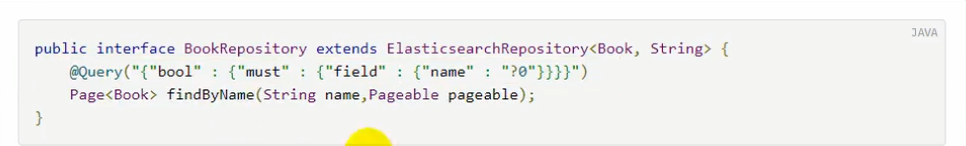 JAVA
public interface BookRepository extends ElasticsearchRepository<Book, String> {
@Query("{"bool" : {"must" : {"field" : {"name" : "?0"}}}}")
Page<Book> findByName(String name,Pageable pageable);
}